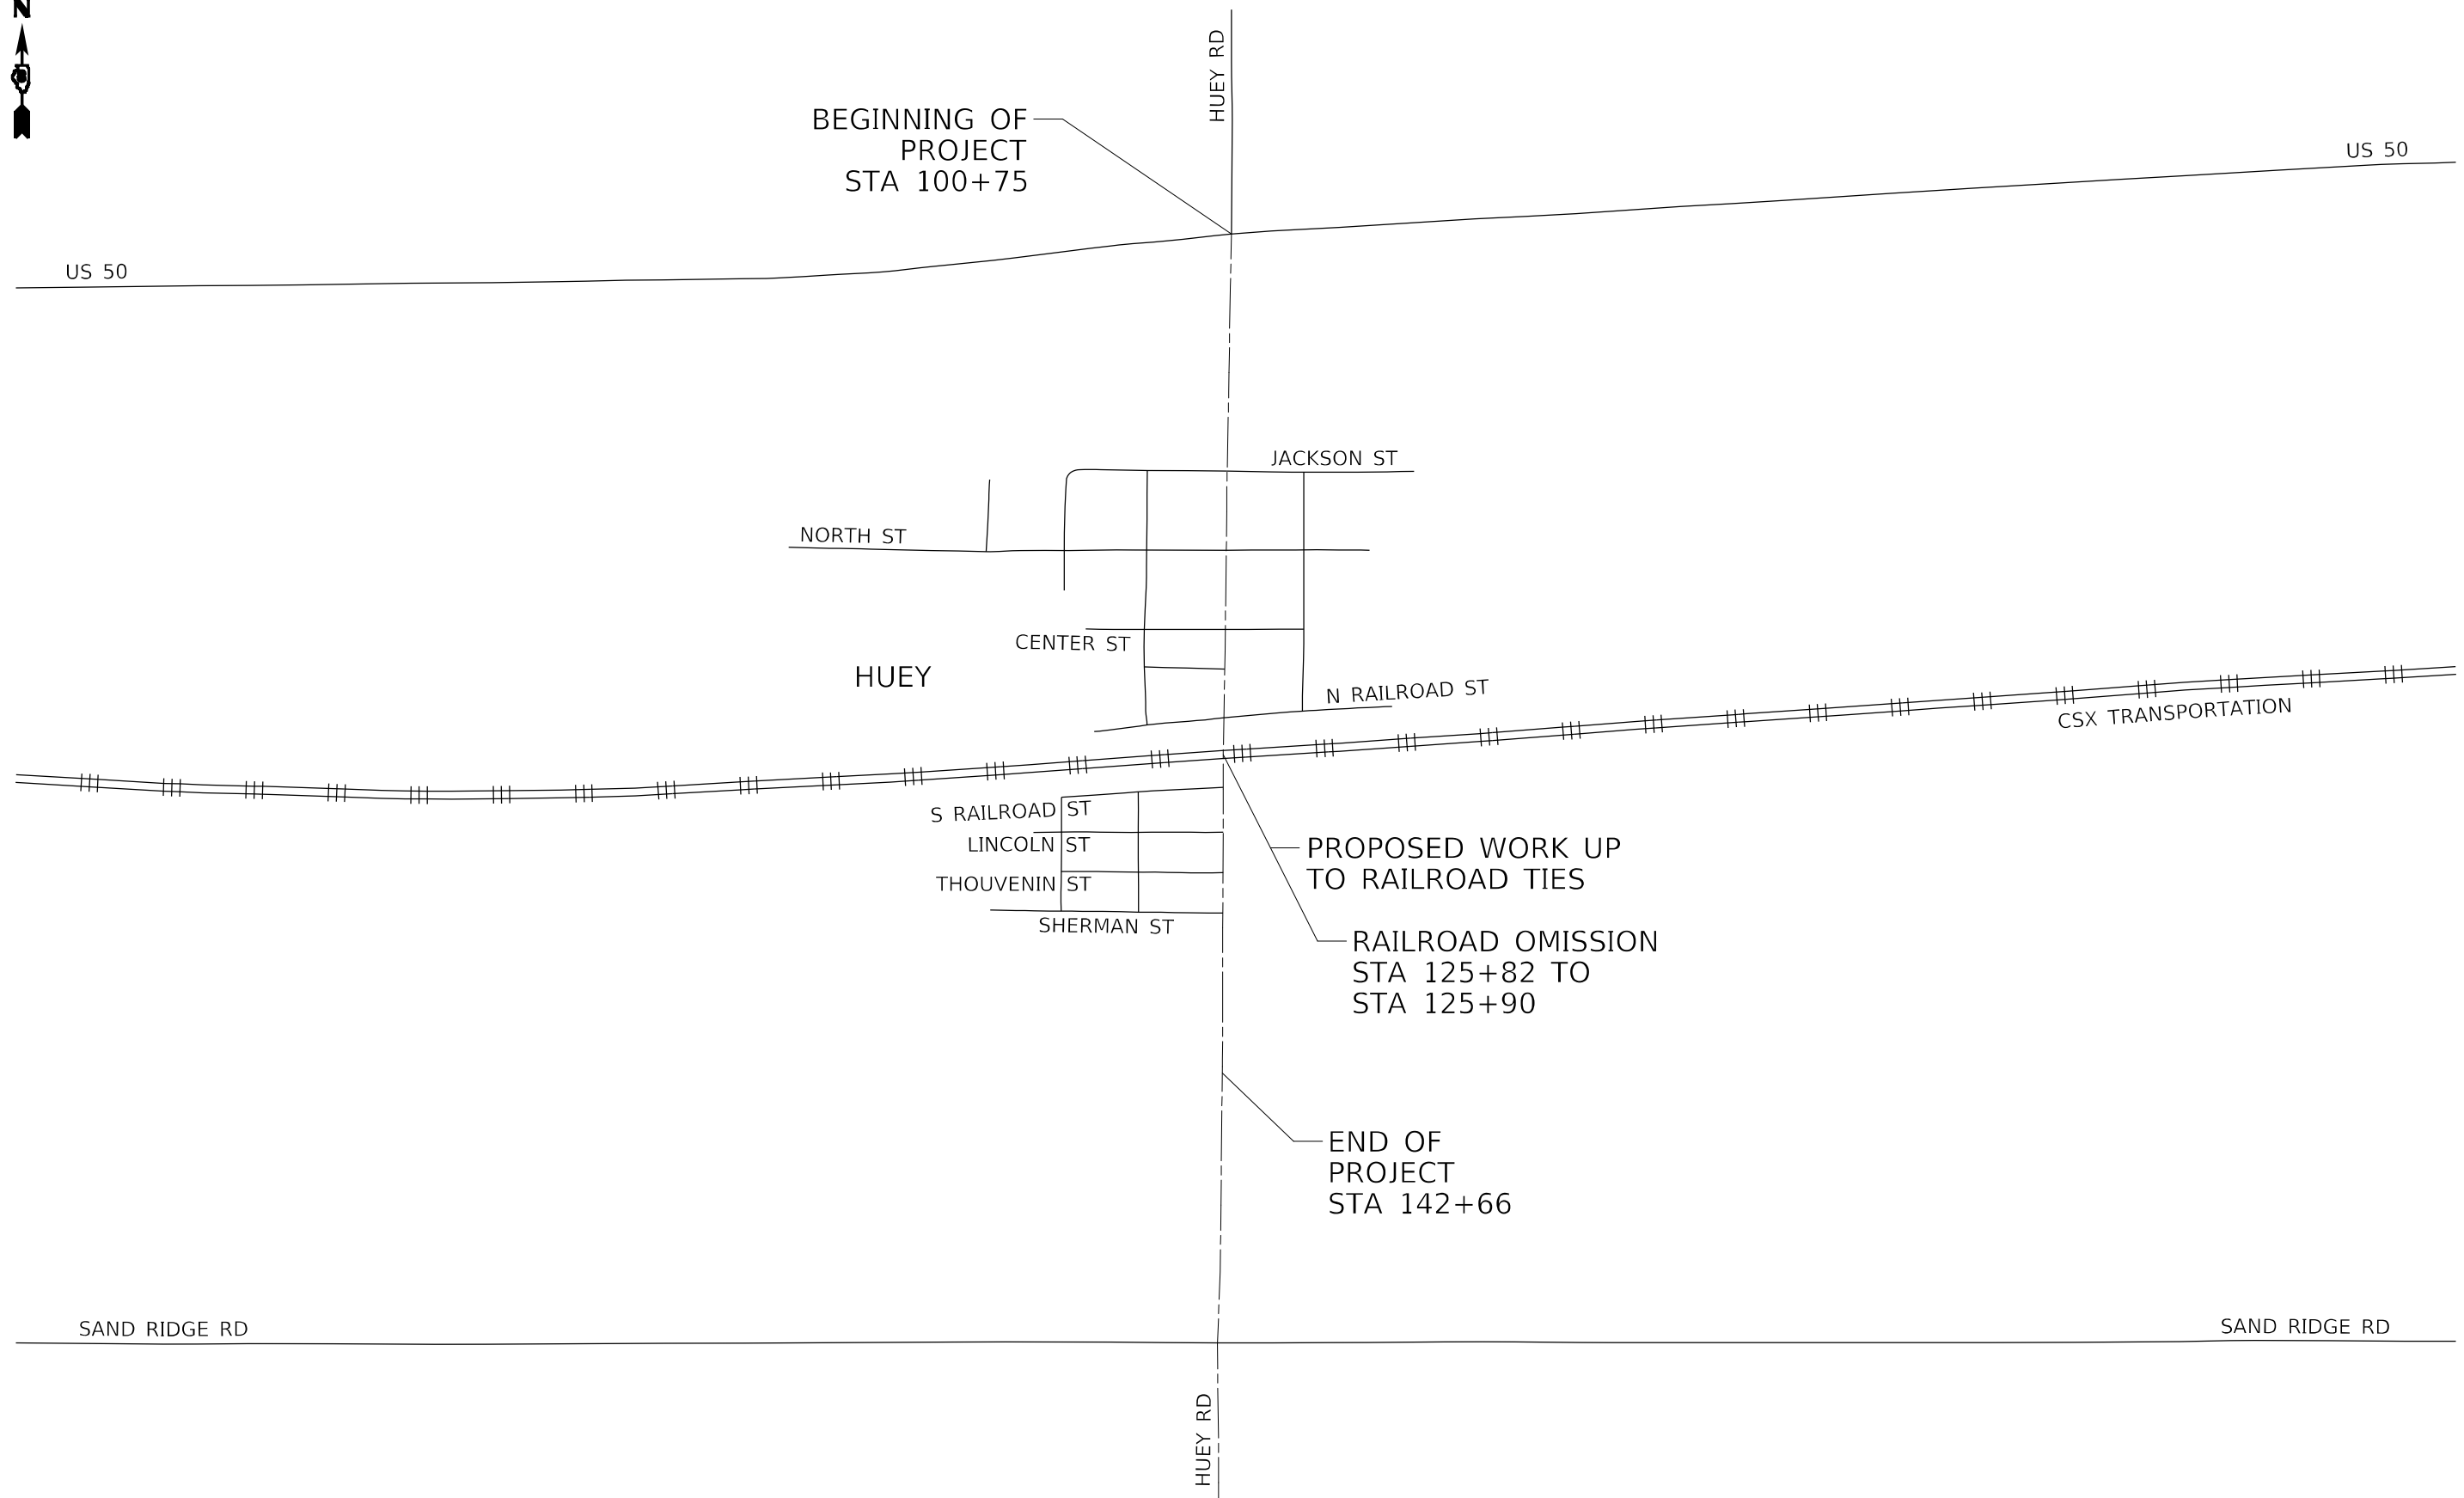 N
HUEY RD
BEGINNING OF
PROJECT
STA 100+75
US 50
US 50
JACKSON ST
NORTH ST
CENTER ST
HUEY
N RAILROAD ST
CSX TRANSPORTATION
S RAILROAD ST
LINCOLN ST
THOUVENIN ST
SHERMAN ST
PROPOSED WORK UP
TO RAILROAD TIES
RAILROAD OMISSION
STA 125+82 TO
STA 125+90
END OF
PROJECT
STA 142+66
SAND RIDGE RD
SAND RIDGE RD
HUEY RD